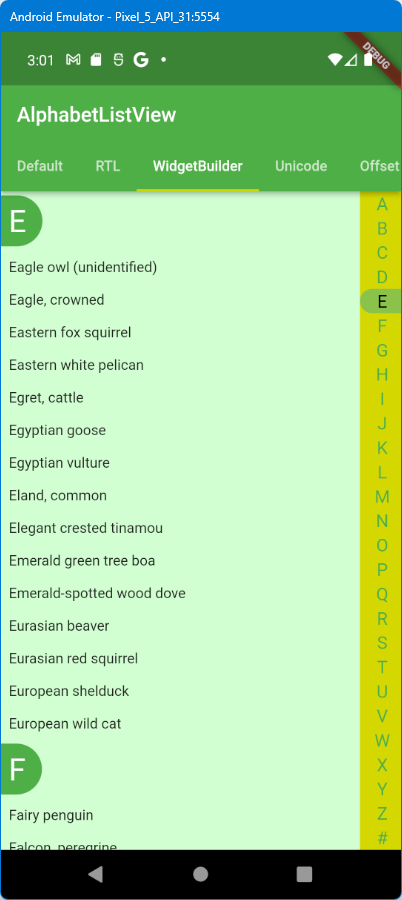 Android Emulator - Pixel_5_API_31:5554
3:01
DEBUG
AlphabetListView
Default RTL WidgetBuilder Unicode Offset
E
Eagle owl (unidentified)
Eagle, crowned
Eastern fox squirrel
Eastern white pelican
Egret, cattle
Egyptian goose
Egyptian vulture
Eland, common
Elegant crested tinamou
Emerald green tree boa
Emerald-spotted wood dove
Eurasian beaver
Eurasian red squirrel
European shelduck
European wild cat
F
Fairy penguin
Falcon, peregrine
A
B
C
D
E
F
G
H
I
J
K
L
M
N
O
P
Q
R
S
T
U
V
W
X
Y
Z
#